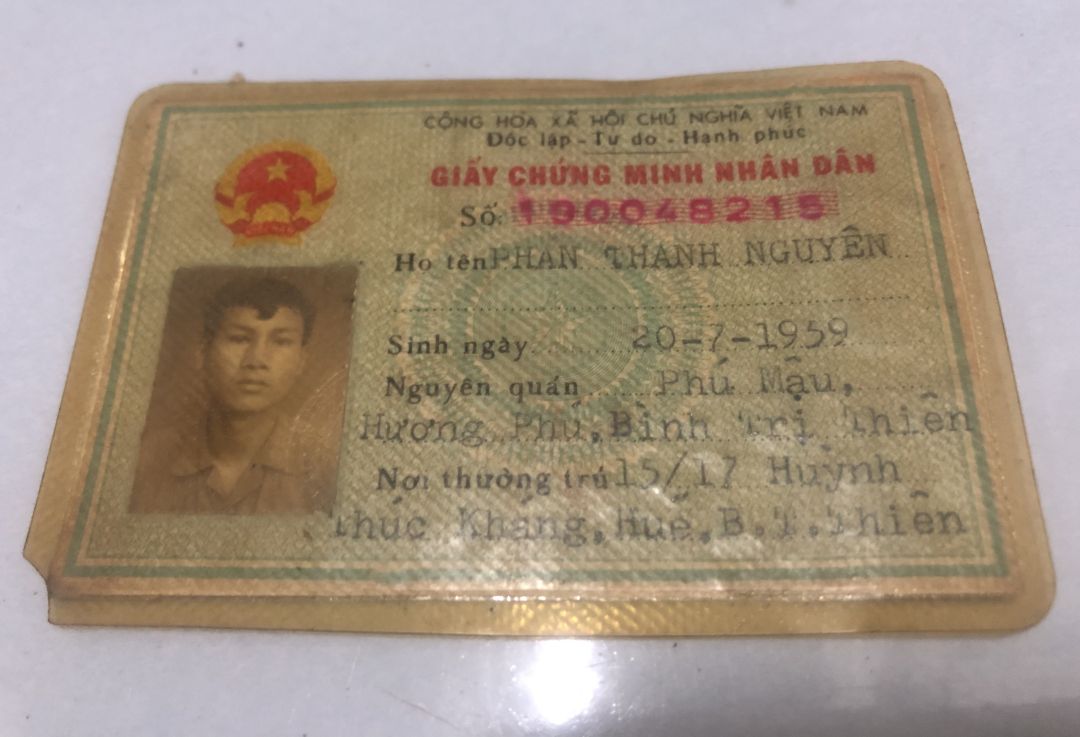 CỘNG HÒA XÃ HỘI CHỦ NGHĨA VIỆT NAM
Độc lập - Tự do - Hạnh phúc
GIẤY CHỨNG MINH NHÂN DÂN
Số: 190048215
Họ tên PHAN THANH NGUYÊN
Sinh ngày 20-7-1959
Nguyên quán Phú Mậu,
Hương Phú, Bình Trị Thiên
Nơi thường trú 15/17 Huỳnh
Thúc Kháng, Huế, B.T.Thiên